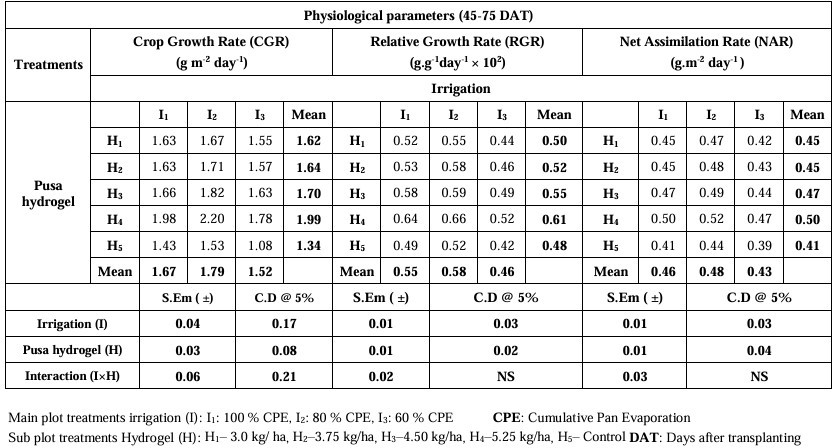 Physiological parameters (45-75 DAT)
Treatments Crop Growth Rate (CGR) (g m⁻² day⁻¹) Relative Growth Rate (RGR) (g.g⁻¹day⁻¹ × 10²) Net Assimilation Rate (NAR) (g.m⁻² day⁻¹ )
Irrigation
Pusa hydrogel
I₁ I₂ I₃ Mean I₁ I₂ I₃ Mean I₁ I₂ I₃ Mean
H₁ 1.63 1.67 1.55 1.62 H₁ 0.52 0.55 0.44 0.50 H₁ 0.45 0.47 0.42 0.45
H₂ 1.63 1.71 1.57 1.64 H₂ 0.53 0.58 0.46 0.52 H₂ 0.45 0.48 0.43 0.45
H₃ 1.66 1.82 1.63 1.70 H₃ 0.58 0.59 0.49 0.55 H₃ 0.47 0.49 0.44 0.47
H₄ 1.98 2.20 1.78 1.99 H₄ 0.64 0.66 0.52 0.61 H₄ 0.50 0.52 0.47 0.50
H₅ 1.43 1.53 1.08 1.34 H₅ 0.49 0.52 0.42 0.48 H₅ 0.41 0.44 0.39 0.41
Mean 1.67 1.79 1.52 Mean 0.55 0.58 0.46 Mean 0.46 0.48 0.43
S.Em ( ±) C.D @ 5% S.Em ( ±) C.D @ 5% S.Em ( ±) C.D @ 5%
Irrigation (I) 0.04 0.17 0.01 0.03 0.01 0.03
Pusa hydrogel (H) 0.03 0.08 0.01 0.02 0.01 0.04
Interaction (I×H) 0.06 0.21 0.02 NS 0.03 NS
Main plot treatments irrigation (I): I₁: 100 % CPE, I₂: 80 % CPE, I₃: 60 % CPE CPE: Cumulative Pan Evaporation
Sub plot treatments Hydrogel (H): H₁– 3.0 kg/ ha, H₂–3.75 kg/ha, H₃–4.50 kg/ha, H₄–5.25 kg/ha, H₅– Control DAT: Days after transplanting